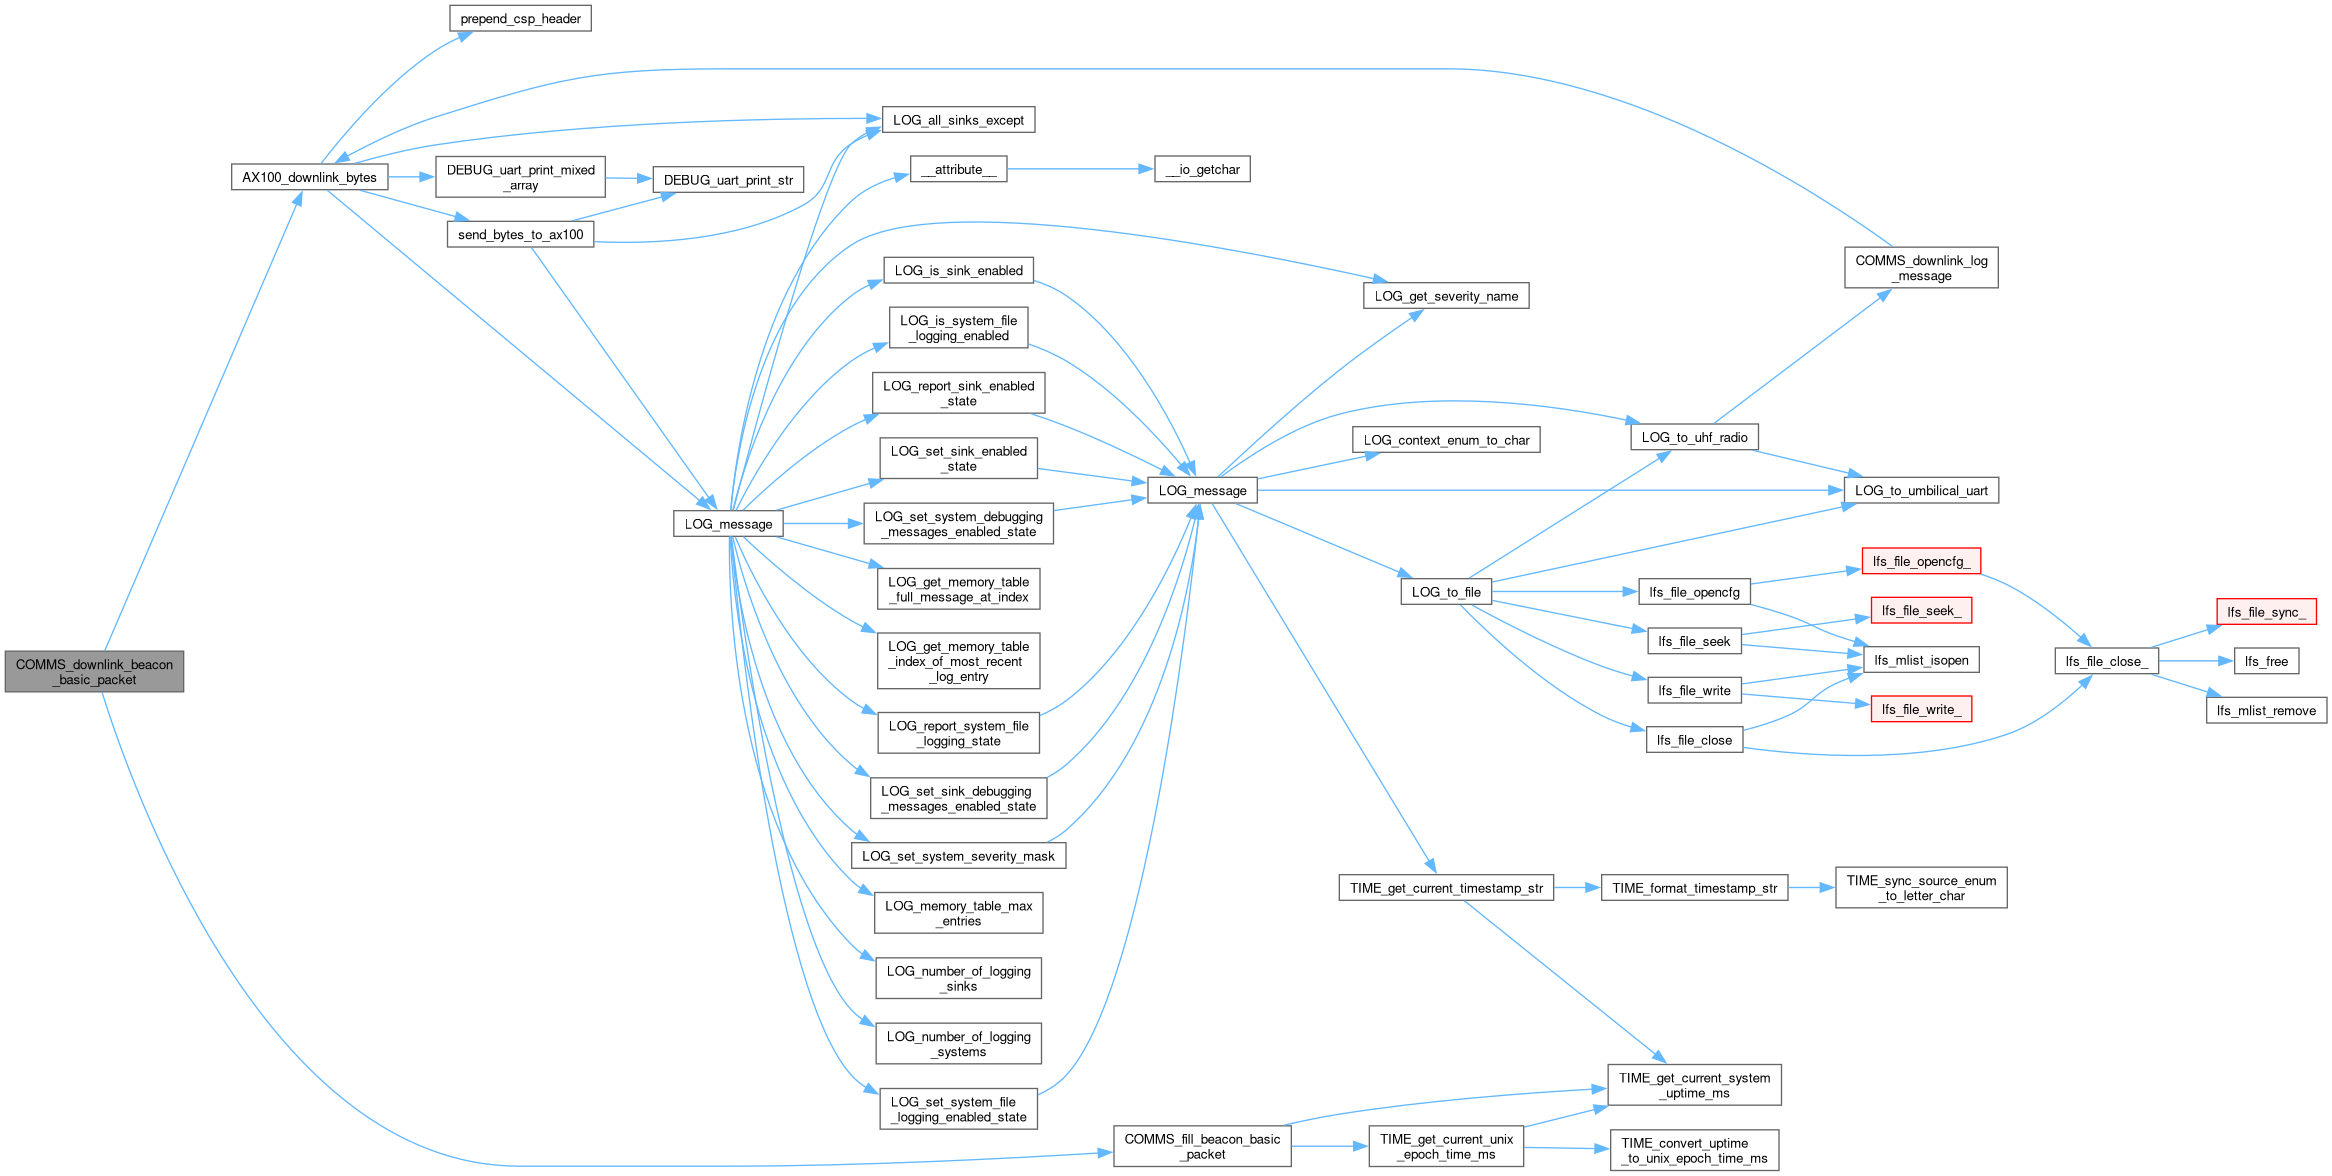 prepend_csp_header
LOG_all_sinks_except
AX100_downlink_bytes
DEBUG_uart_print_mixed
_array
DEBUG_uart_print_str
__attribute__
__io_getchar
send_bytes_to_ax100
COMMS_downlink_log
_message
LOG_is_sink_enabled
LOG_get_severity_name
LOG_is_system_file
_logging_enabled
LOG_report_sink_enabled
_state
LOG_set_sink_enabled
_state
LOG_context_enum_to_char
LOG_to_uhf_radio
LOG_message
LOG_to_umbilical_uart
LOG_message
LOG_set_system_debugging
_messages_enabled_state
LOG_get_memory_table
_full_message_at_index
LOG_to_file
lfs_file_opencfg
lfs_file_opencfg_
lfs_file_seek_
lfs_file_sync_
COMMS_downlink_beacon
_basic_packet
LOG_get_memory_table
_index_of_most_recent
_log_entry
lfs_file_seek
lfs_mlist_isopen
lfs_file_close_
lfs_free
lfs_file_write
lfs_file_write_
lfs_mlist_remove
LOG_report_system_file
_logging_state
lfs_file_close
LOG_set_sink_debugging
_messages_enabled_state
LOG_set_system_severity_mask
TIME_get_current_timestamp_str
TIME_format_timestamp_str
TIME_sync_source_enum
_to_letter_char
LOG_memory_table_max
_entries
LOG_number_of_logging
_sinks
LOG_number_of_logging
_systems
LOG_set_system_file
_logging_enabled_state
TIME_get_current_system
_uptime_ms
COMMS_fill_beacon_basic
_packet
TIME_get_current_unix
_epoch_time_ms
TIME_convert_uptime
_to_unix_epoch_time_ms